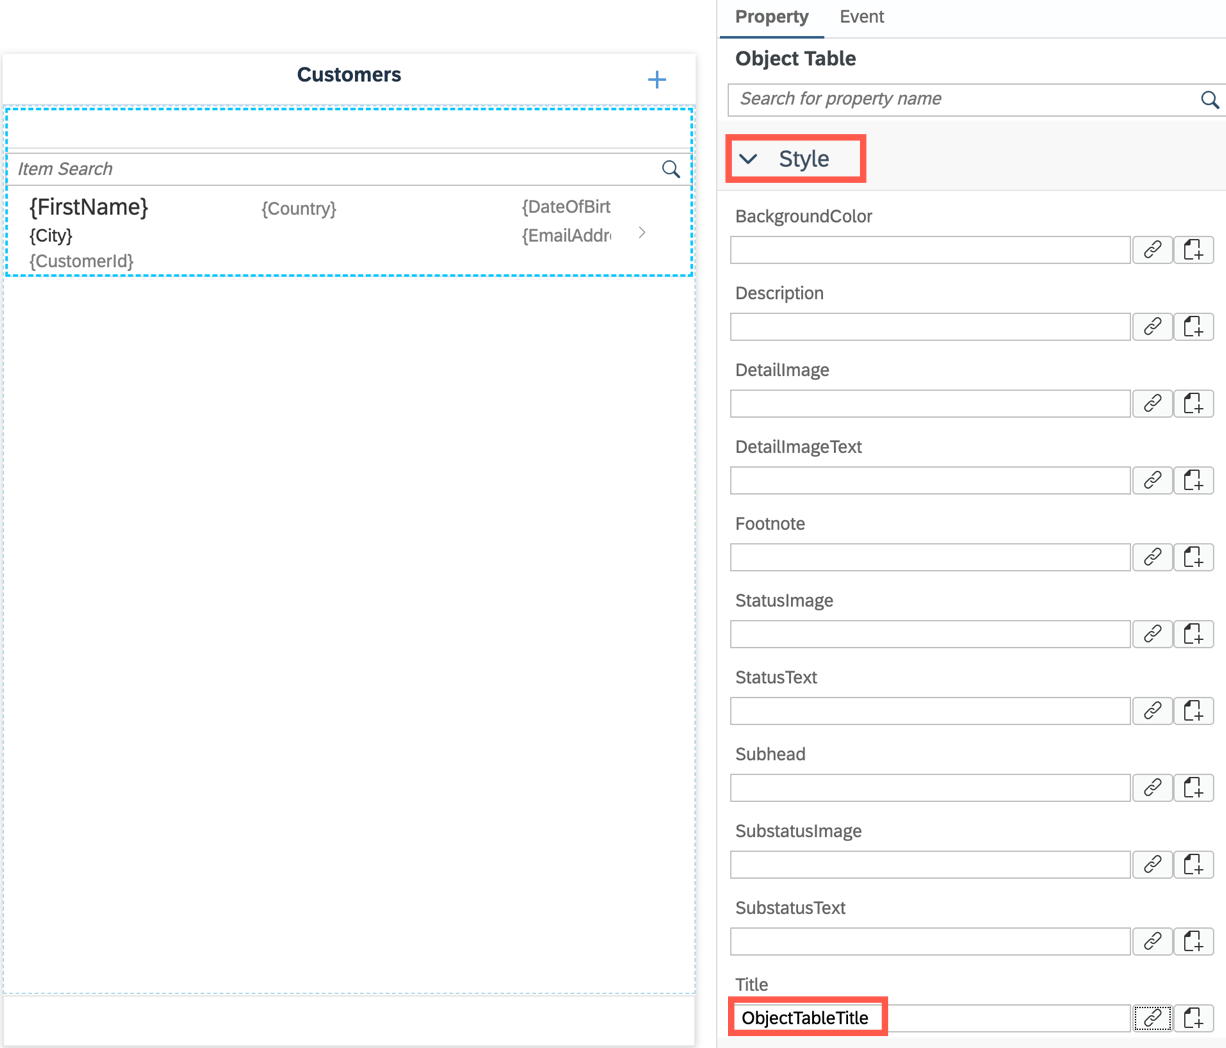 Customers
+
Item Search
{FirstName}
{Country}
{DateOfBirt
{City}
{EmailAddr
{CustomerId}
Property
Event
Object Table
Search for property name
Style
BackgroundColor
Description
DetailImage
DetailImageText
Footnote
StatusImage
StatusText
Subhead
SubstatusImage
SubstatusText
Title
ObjectTableTitle